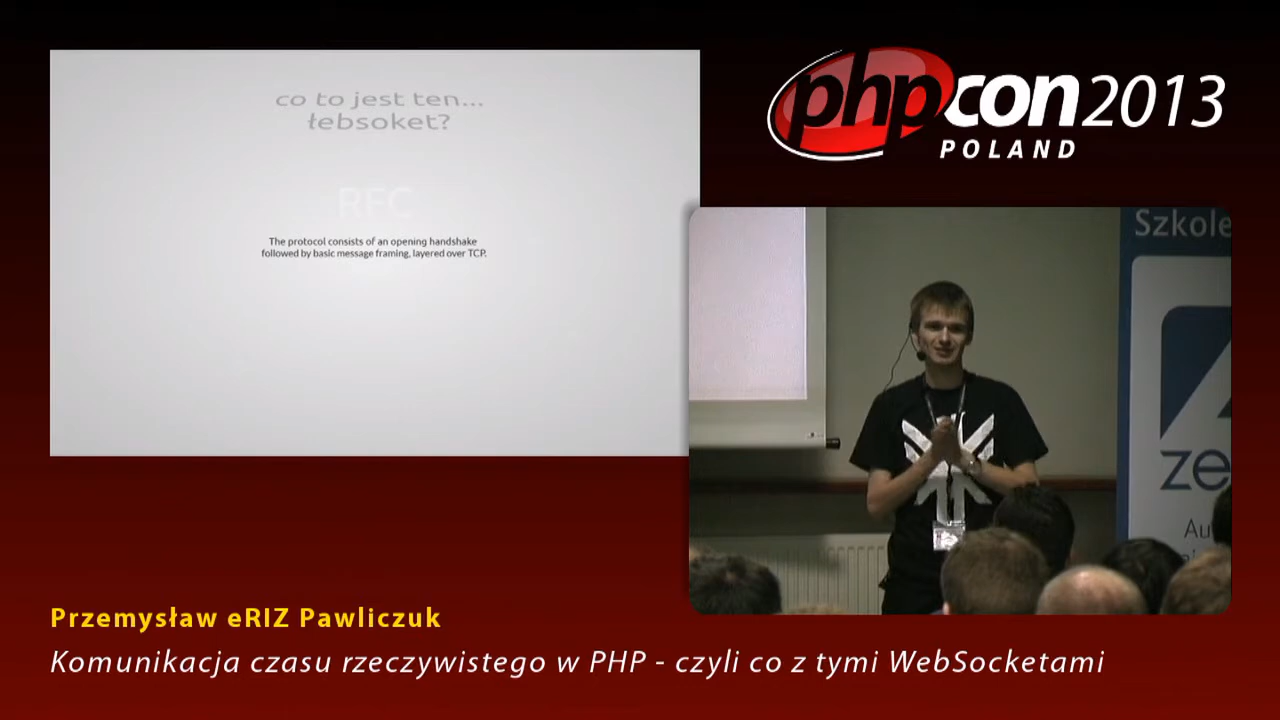 co to jest ten...
łebsoket?
RFC
The protocol consists of an opening handshake
followed by basic message framing, layered over TCP.
phpcon2013
POLAND
Szkole
ze
Au
Przemysław eRIZ Pawliczuk
Komunikacja czasu rzeczywistego w PHP - czyli co z tymi WebSocketami